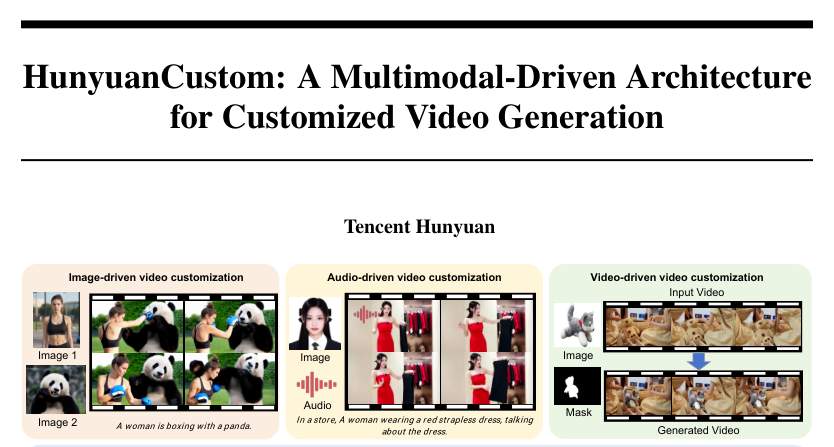 HunyuanCustom: A Multimodal-Driven Architecture
for Customized Video Generation
Tencent Hunyuan
Image-driven video customization
Image 1
Image 2
A woman is boxing with a panda.
Audio-driven video customization
Image
Audio
In a store, A woman wearing a red strapless dress, talking
about the dress.
Video-driven video customization
Input Video
Image
Mask
Generated Video